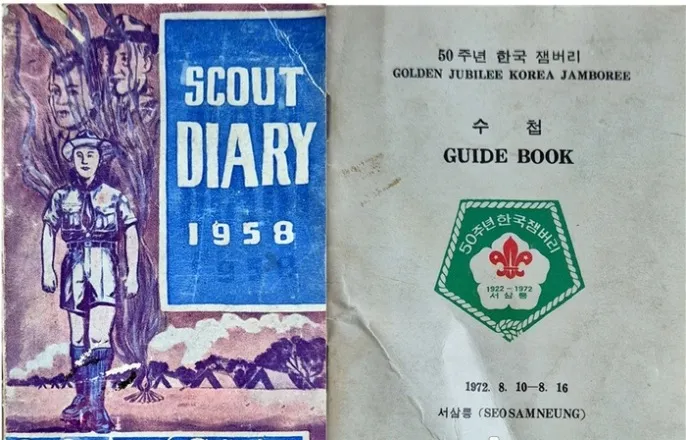 SCOUT
DIARY
1958
50주년 한국 잼버리
GOLDEN JUBILEE KOREA JAMBOREE
수 첩
GUIDE BOOK
50주년한국잼버리
1922-1972
서삼릉
1972. 8. 10-8. 16
서삼릉 (SEOSAMNEUNG)